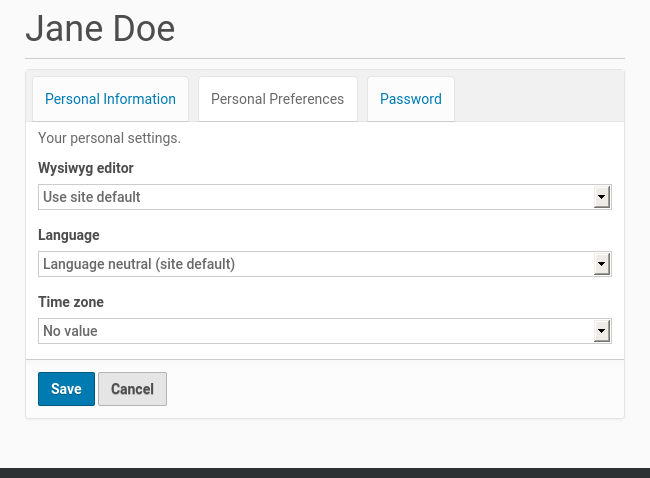 Jane Doe
Personal Information Personal Preferences Password
Your personal settings.
Wysiwyg editor
Use site default
Language
Language neutral (site default)
Time zone
No value
Save Cancel